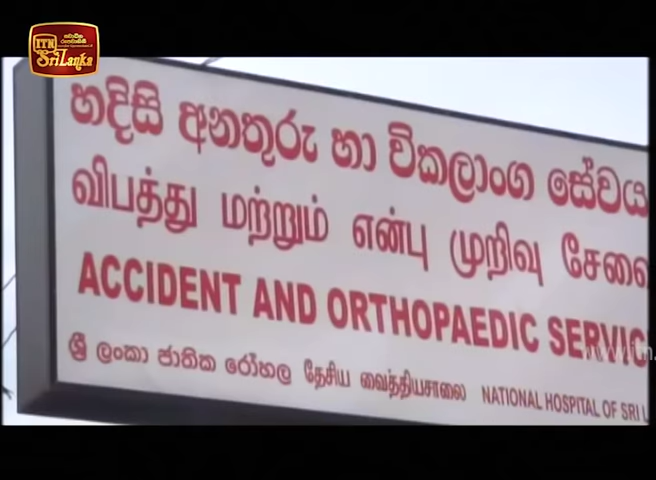 ITN
SriLanka
හදිසි අනතුරු හා විකලාංග සේවය
விபத்து மற்றும் என்பு முறிவு சேவை
ACCIDENT AND ORTHOPAEDIC SERVIC
ශ්‍රී ලංකා ජාතික රෝහල தேசிய வைத்தியசாலை NATIONAL HOSPITAL OF SRI L